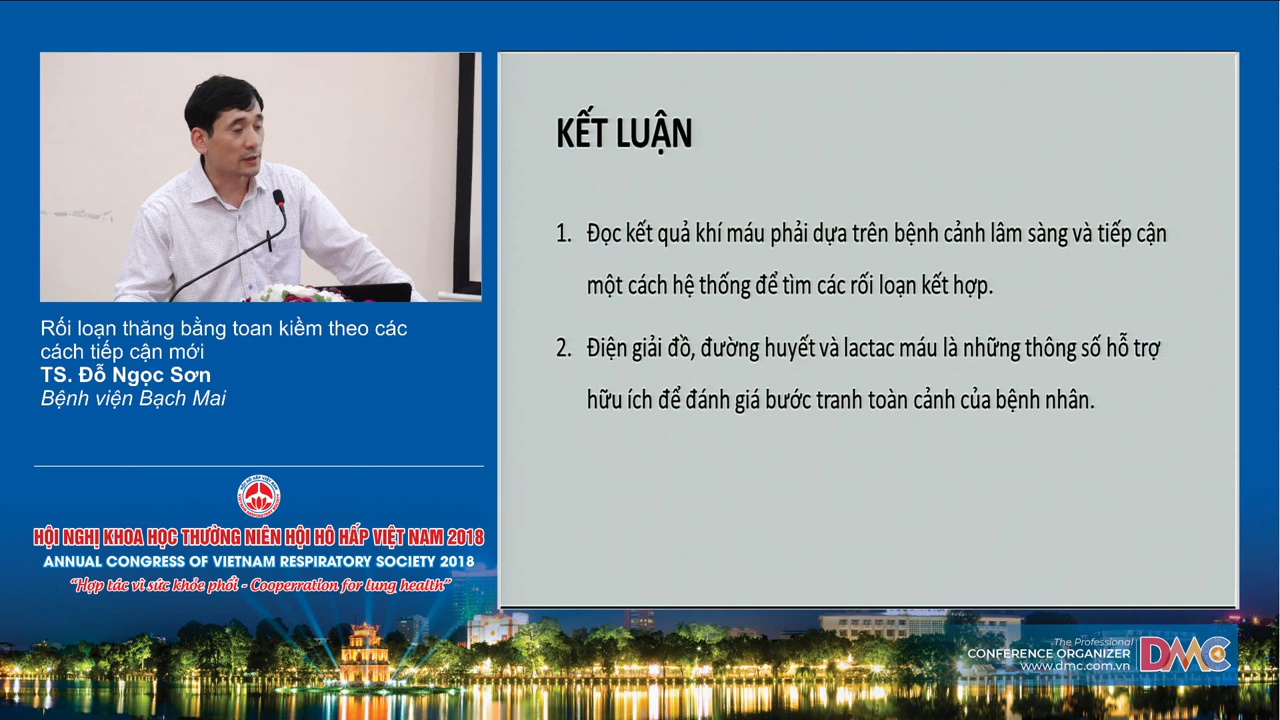 Rối loạn thăng bằng toan kiềm theo các
cách tiếp cận mới
TS. Đỗ Ngọc Sơn
Bệnh viện Bạch Mai
HỘI NGHỊ KHOA HỌC THƯỜNG NIÊN HỘI HÔ HẤP VIỆT NAM 2018
ANNUAL CONGRESS OF VIETNAM RESPIRATORY SOCIETY 2018
“Hợp tác vì sức khỏe phổi - Cooperration for lung health”
KẾT LUẬN
1. Đọc kết quả khí máu phải dựa trên bệnh cảnh lâm sàng và tiếp cận
một cách hệ thống để tìm các rối loạn kết hợp.
2. Điện giải đồ, đường huyết và lactac máu là những thông số hỗ trợ
hữu ích để đánh giá bước tranh toàn cảnh của bệnh nhân.
The Professional
CONFERENCE ORGANIZER
www.dmc.com.vn
DMC